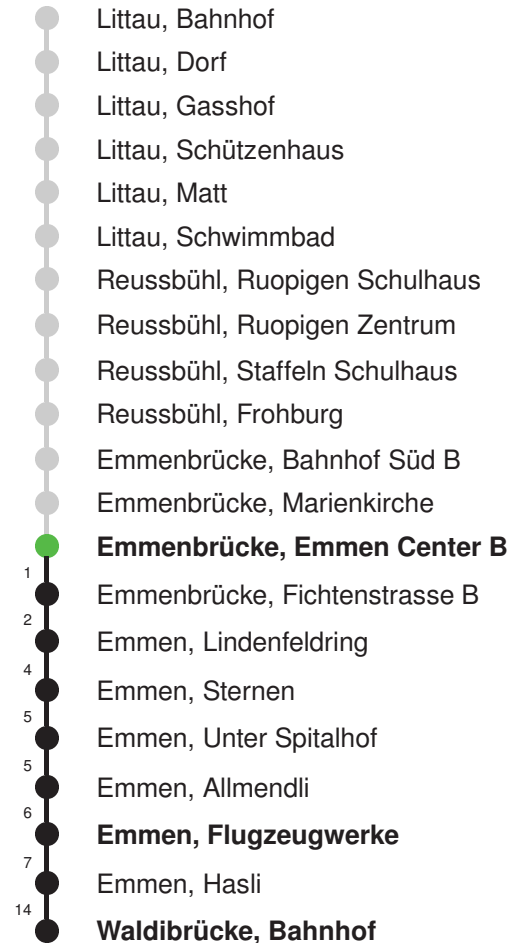 Littau, Bahnhof
Littau, Dorf
Littau, Gasshof
Littau, Schützenhaus
Littau, Matt
Littau, Schwimmbad
Reussbühl, Ruopigen Schulhaus
Reussbühl, Ruopigen Zentrum
Reussbühl, Staffeln Schulhaus
Reussbühl, Frohburg
Emmenbrücke, Bahnhof Süd B
Emmenbrücke, Marienkirche
Emmenbrücke, Emmen Center B
1 Emmenbrücke, Fichtenstrasse B
2 Emmen, Lindenfeldring
4 Emmen, Sternen
5 Emmen, Unter Spitalhof
5 Emmen, Allmendli
6 Emmen, Flugzeugwerke
7 Emmen, Hasli
14 Waldibrücke, Bahnhof